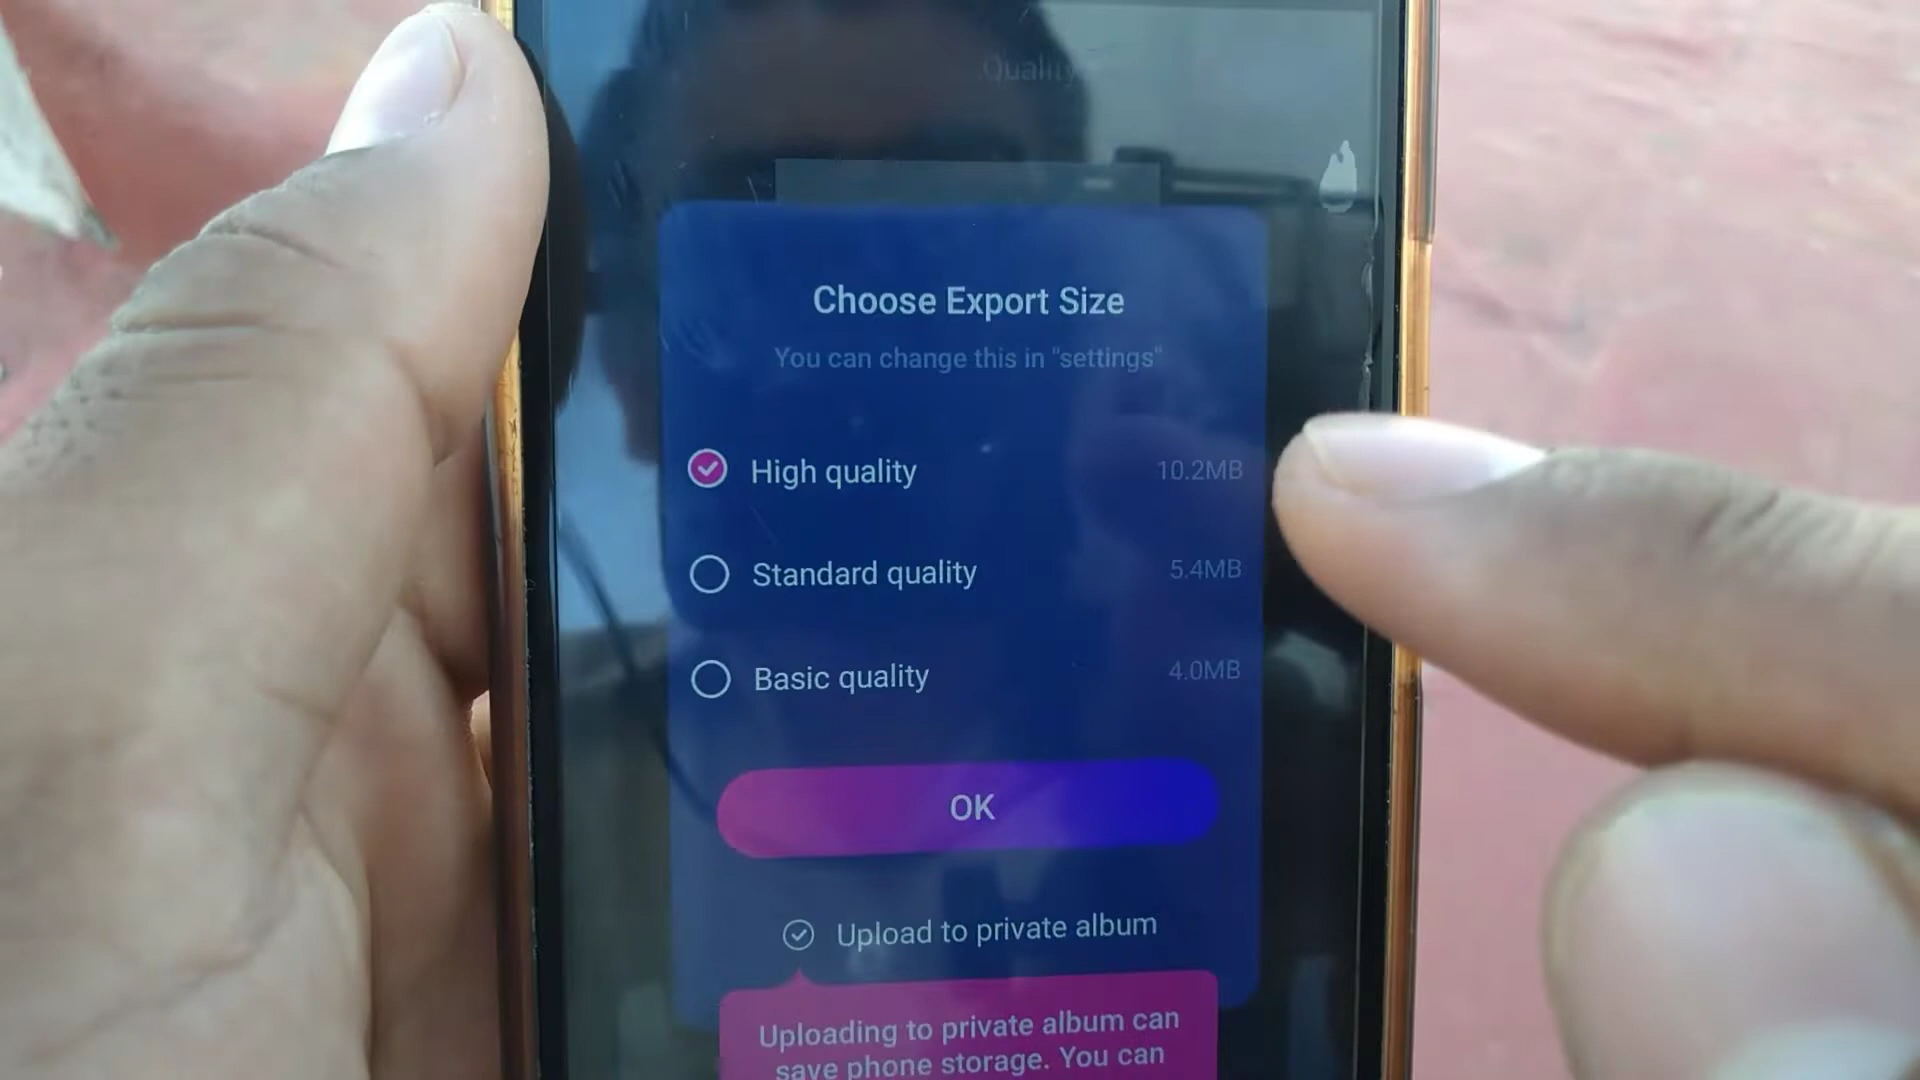 Quality
Choose Export Size
You can change this in "settings"
High quality 10.2MB
Standard quality 5.4MB
Basic quality 4.0MB
OK
Upload to private album
Uploading to private album can
save phone storage. You can